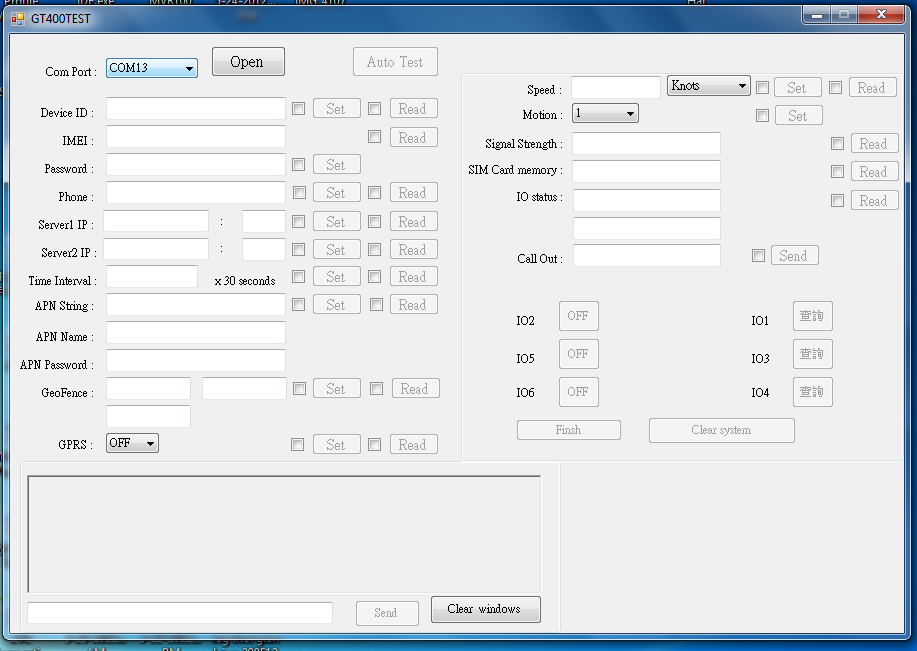 GT400TEST
Com Port : COM13 Open Auto Test
Device ID : Set Read
IMEI : Read
Password : Set
Phone : Set Read
Server1 IP : : Set Read
Server2 IP : : Set Read
Time Interval : x 30 seconds Set Read
APN String : Set Read
APN Name :
APN Password :
GeoFence : Set Read
GPRS : OFF Set Read
Speed : Knots Set Read
Motion : 1 Set
Signal Strength : Read
SIM Card memory : Read
IO status : Read
Call Out : Send
IO2 OFF IO1 查詢
IO5 OFF IO3 查詢
IO6 OFF IO4 查詢
Finsh Clear system
Send Clear windows